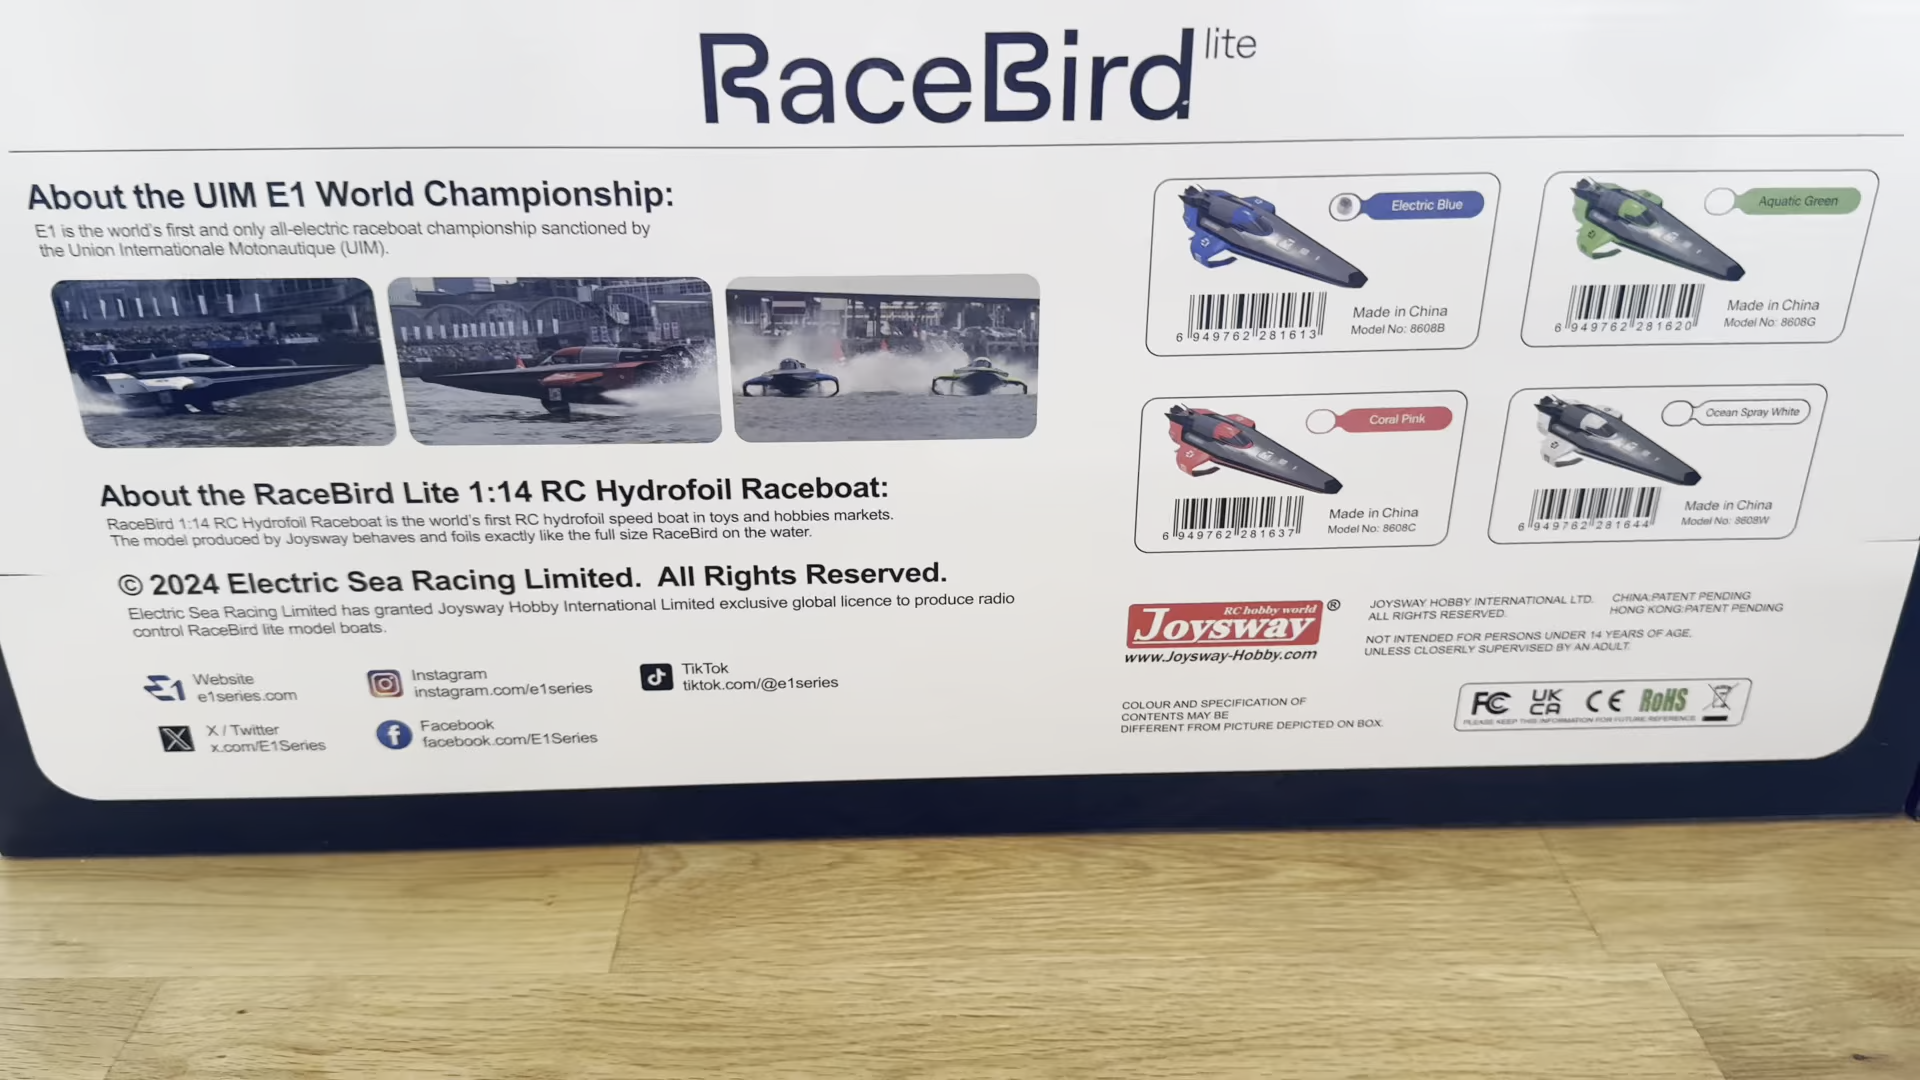 RaceBird lite
About the UIM E1 World Championship:
E1 is the world's first and only all-electric raceboat championship sanctioned by
the Union Internationale Motonautique (UIM).
About the RaceBird Lite 1:14 RC Hydrofoil Raceboat:
RaceBird 1:14 RC Hydrofoil Raceboat is the world's first RC hydrofoil speed boat in toys and hobbies markets.
The model produced by Joysway behaves and foils exactly like the full size RaceBird on the water.
© 2024 Electric Sea Racing Limited. All Rights Reserved.
Electric Sea Racing Limited has granted Joysway Hobby International Limited exclusive global licence to produce radio
control RaceBird lite model boats.
E1
Website
e1series.com
Instagram
instagram.com/e1series
TikTok
tiktok.com/@e1series
X / Twitter
x.com/E1Series
Facebook
facebook.com/E1Series
Electric Blue
Made in China
Model No: 8608B
6 949762 281613
Aquatic Green
Made in China
Model No: 8608G
6 949762 281620
Coral Pink
Made in China
Model No: 8608C
6 949762 281637
Ocean Spray White
Made in China
Model No: 8608W
6 949762 281644
RC hobby world
Joysway®
www.Joysway-Hobby.com
JOYSWAY HOBBY INTERNATIONAL LTD.
ALL RIGHTS RESERVED.
CHINA:PATENT PENDING
HONG KONG:PATENT PENDING
NOT INTENDED FOR PERSONS UNDER 14 YEARS OF AGE,
UNLESS CLOSERLY SUPERVISED BY AN ADULT.
COLOUR AND SPECIFICATION OF
CONTENTS MAY BE
DIFFERENT FROM PICTURE DEPICTED ON BOX.
FC UK CA CE RoHS
PLEASE KEEP THIS INFORMATION FOR FUTURE REFERENCE